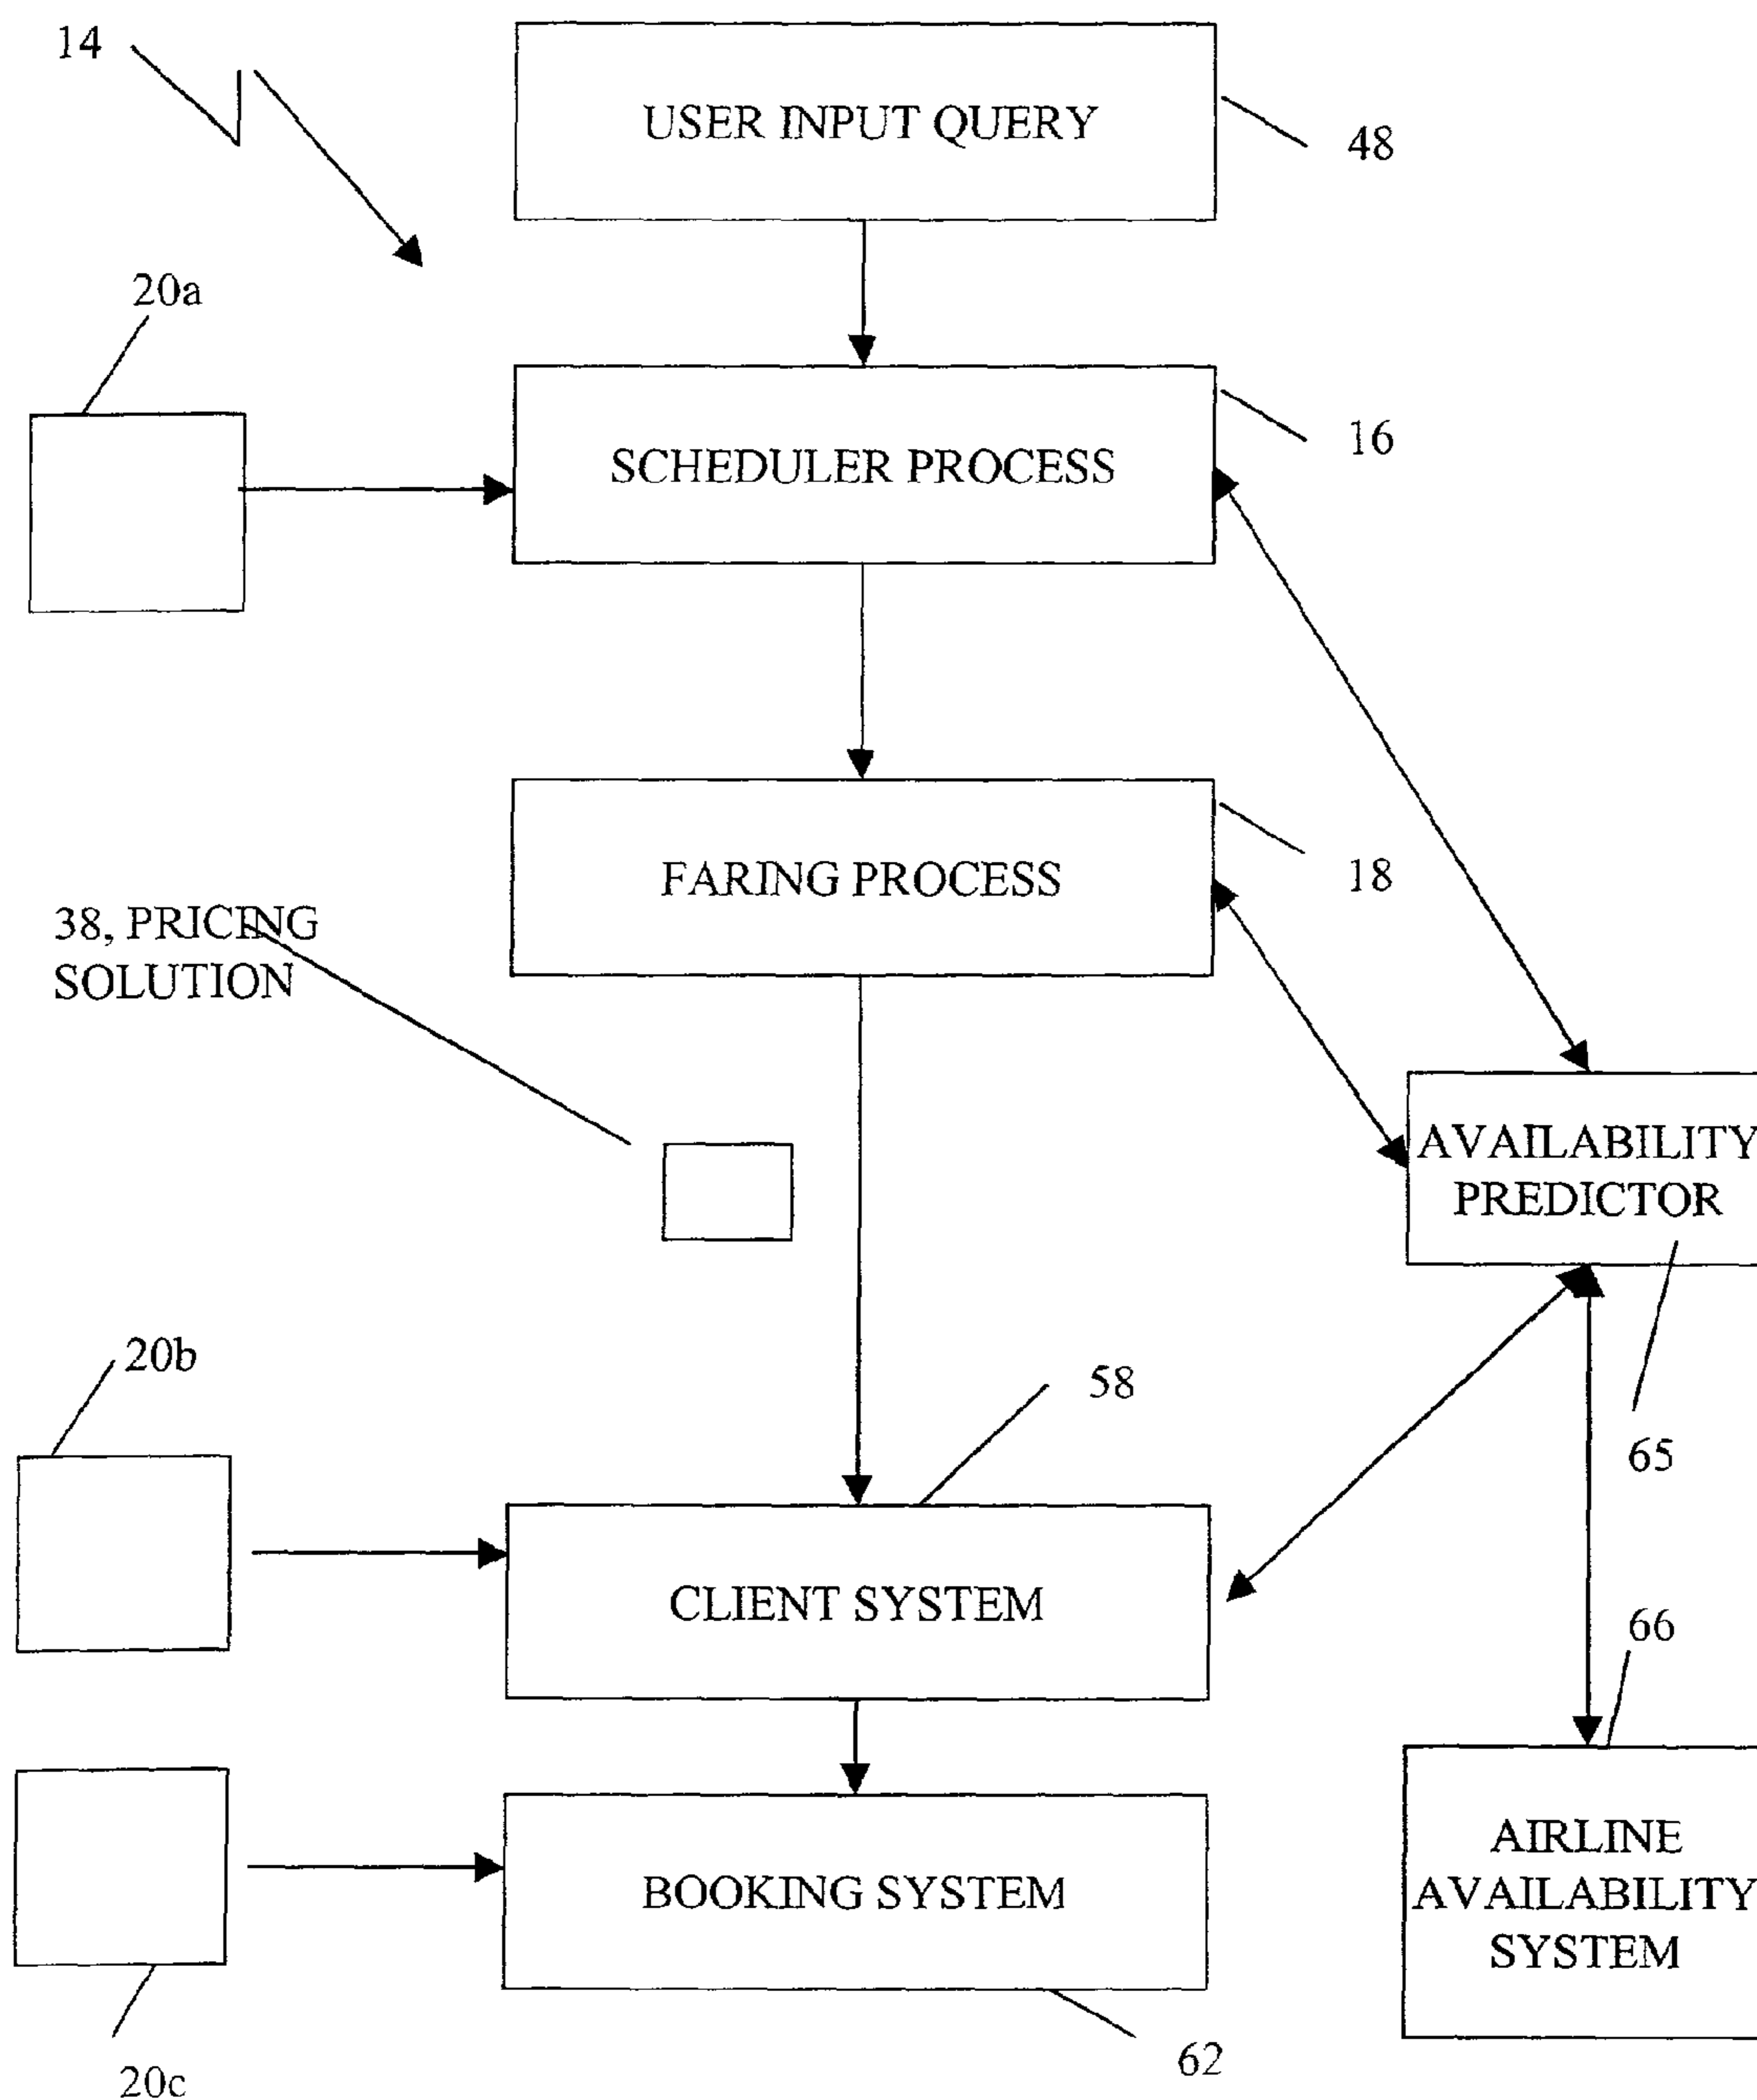 14
USER INPUT QUERY
48
20a
SCHEDULER PROCESS
16
FARING PROCESS
18
38, PRICING
SOLUTION
AVAILABILITY
PREDICTOR
20b
58
65
CLIENT SYSTEM
66
BOOKING SYSTEM
AIRLINE
AVAILABILITY
SYSTEM
62
20c